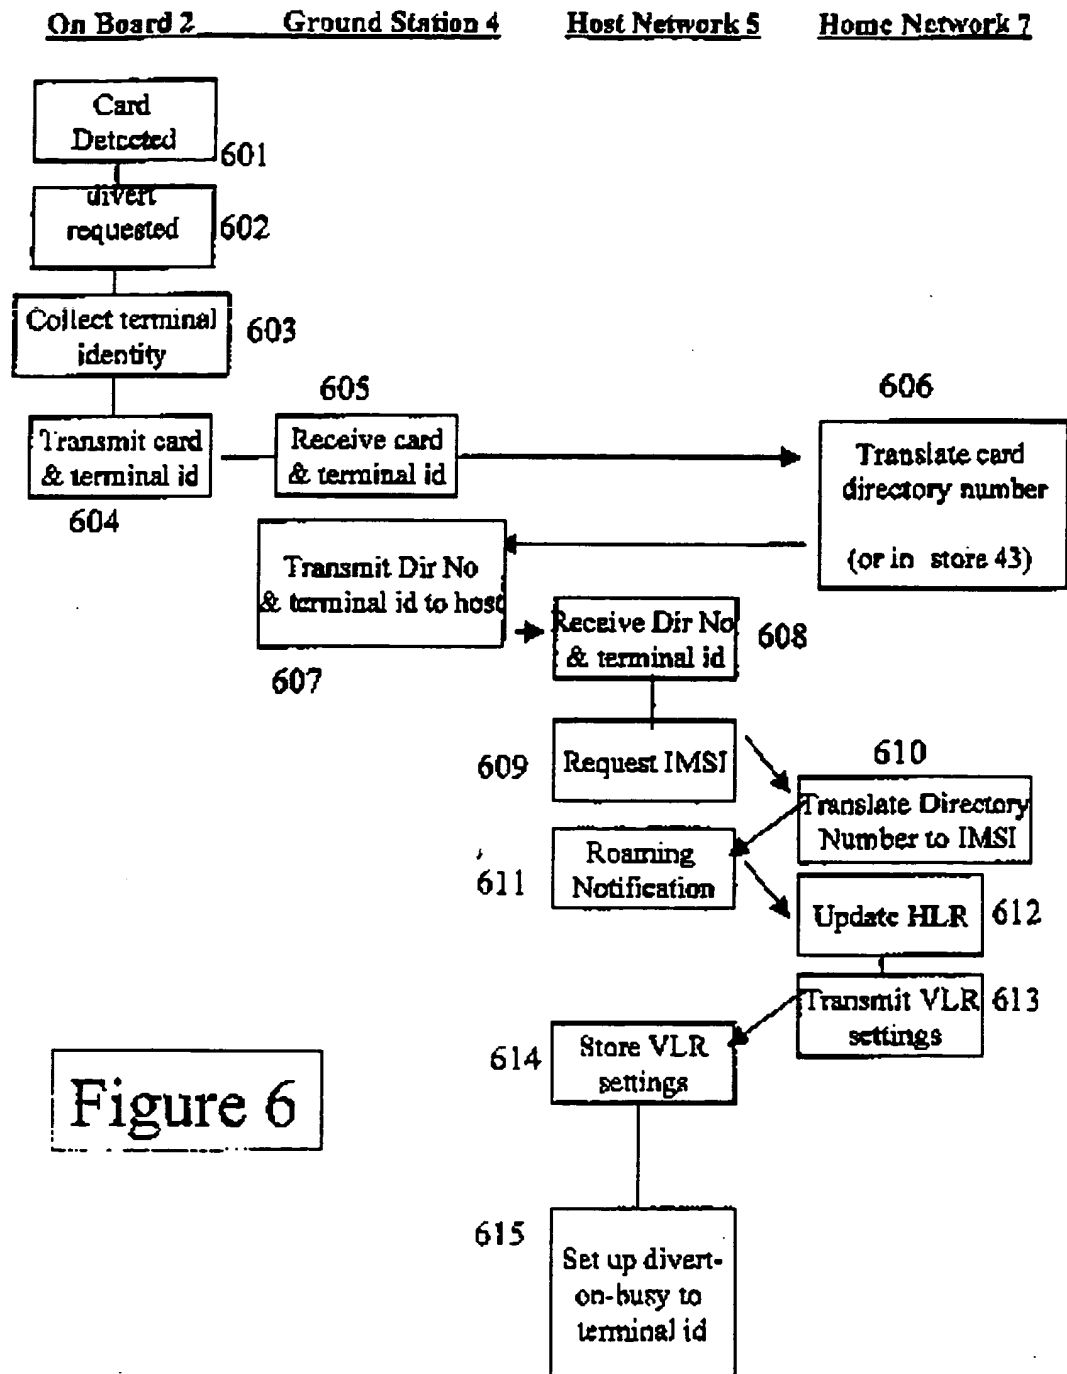 On Board 2 Ground Station 4 Host Network 5 Home Network 7
Card
Detected
601
divert
requested
602
Collect terminal
identity
603
605
606
Transmit card
& terminal id
604
Receive card
& terminal id
Translate card
directory number
(or in store 43)
Transmit Dir No
& terminal id to host
607
Receive Dir No
& terminal id
608
609
Request IMSI
610
Translate Directory
Number to IMSI
611
Roaming
Notification
Update HLR
612
Transmit VLR
settings
613
614
Store VLR
settings
Figure 6
615
Set up divert-
on-busy to
terminal id